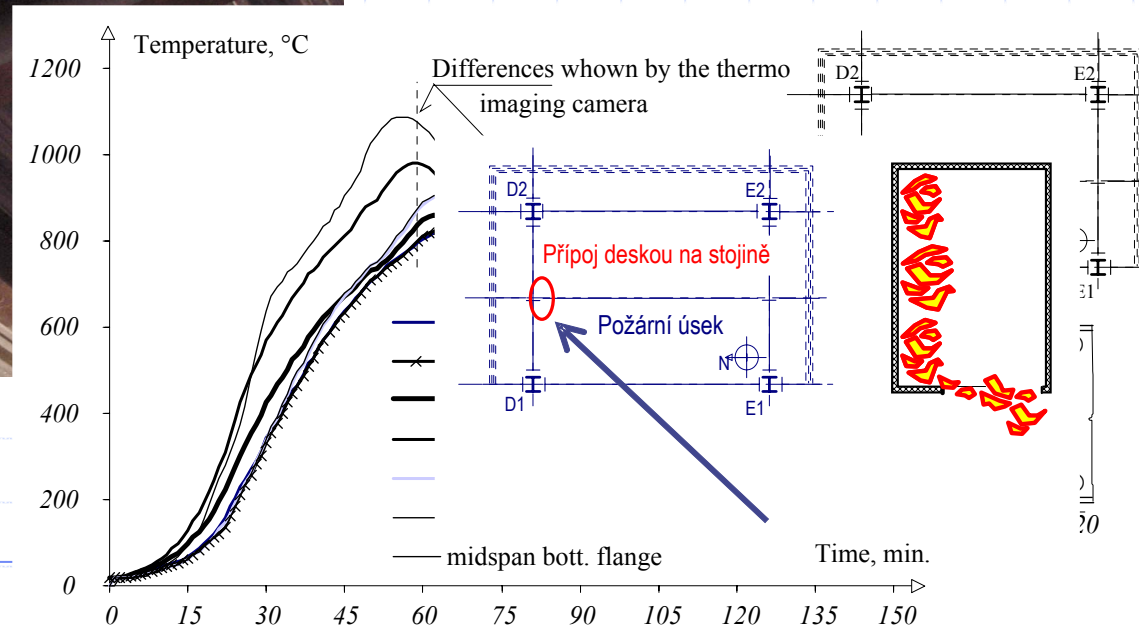 Temperature, °C
1200
1000
800
600
400
200
0
0 15 30 45 60 75 90 105 120 135 150
Time, min.
Differences whown by the thermo
imaging camera
midspan bott. flange
D2
E2
Přípoj deskou na stojině
Požární úsek
N
D1
E1
D2
E2
E1
20